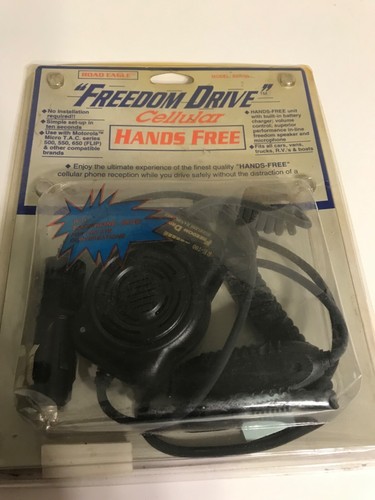 ROAD EAGLE
"FREEDOM DRIVE"
Cellular
HANDS FREE
• No installation
required!!
• Simple set-up in
ten seconds
• Use with Motorola™
Micro T.A.C. series
500, 550, 650 (FLIP)
& other compatible
brands
• HANDS-FREE unit
with built-in battery
charger, volume
control, superior
performance in-line
freedom speaker and
microphone
• Fits all cars, vans,
trucks, R.V.'s & boats
• Enjoy the ultimate experience of the finest quality "HANDS-FREE"
cellular phone reception while you drive safely without the distraction of a